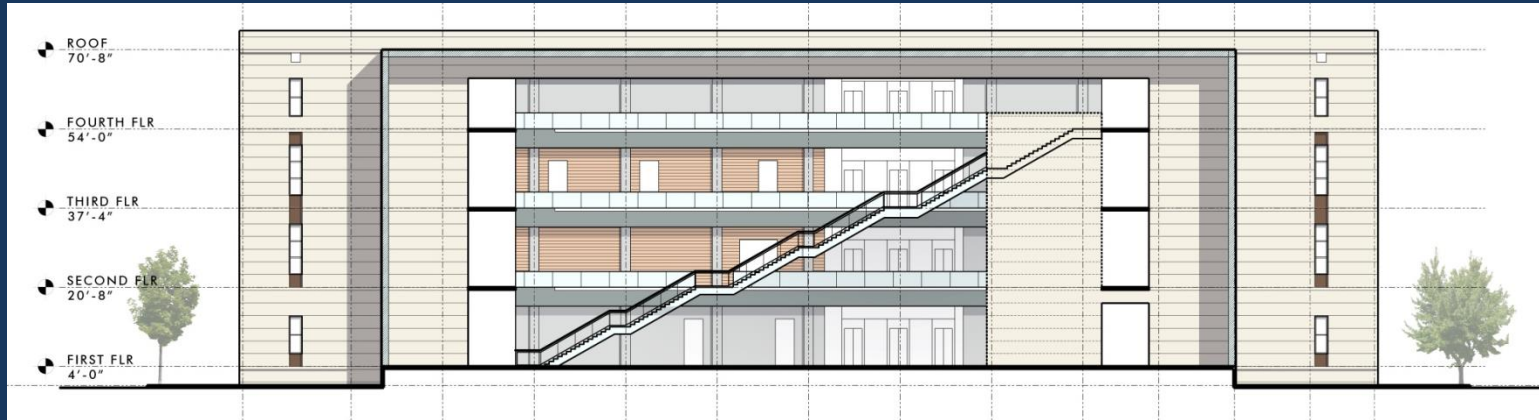 ROOF
70'-8"
FOURTH FLR
54'-0"
THIRD FLR
37'-4"
SECOND FLR
20'-8"
FIRST FLR
4'-0"